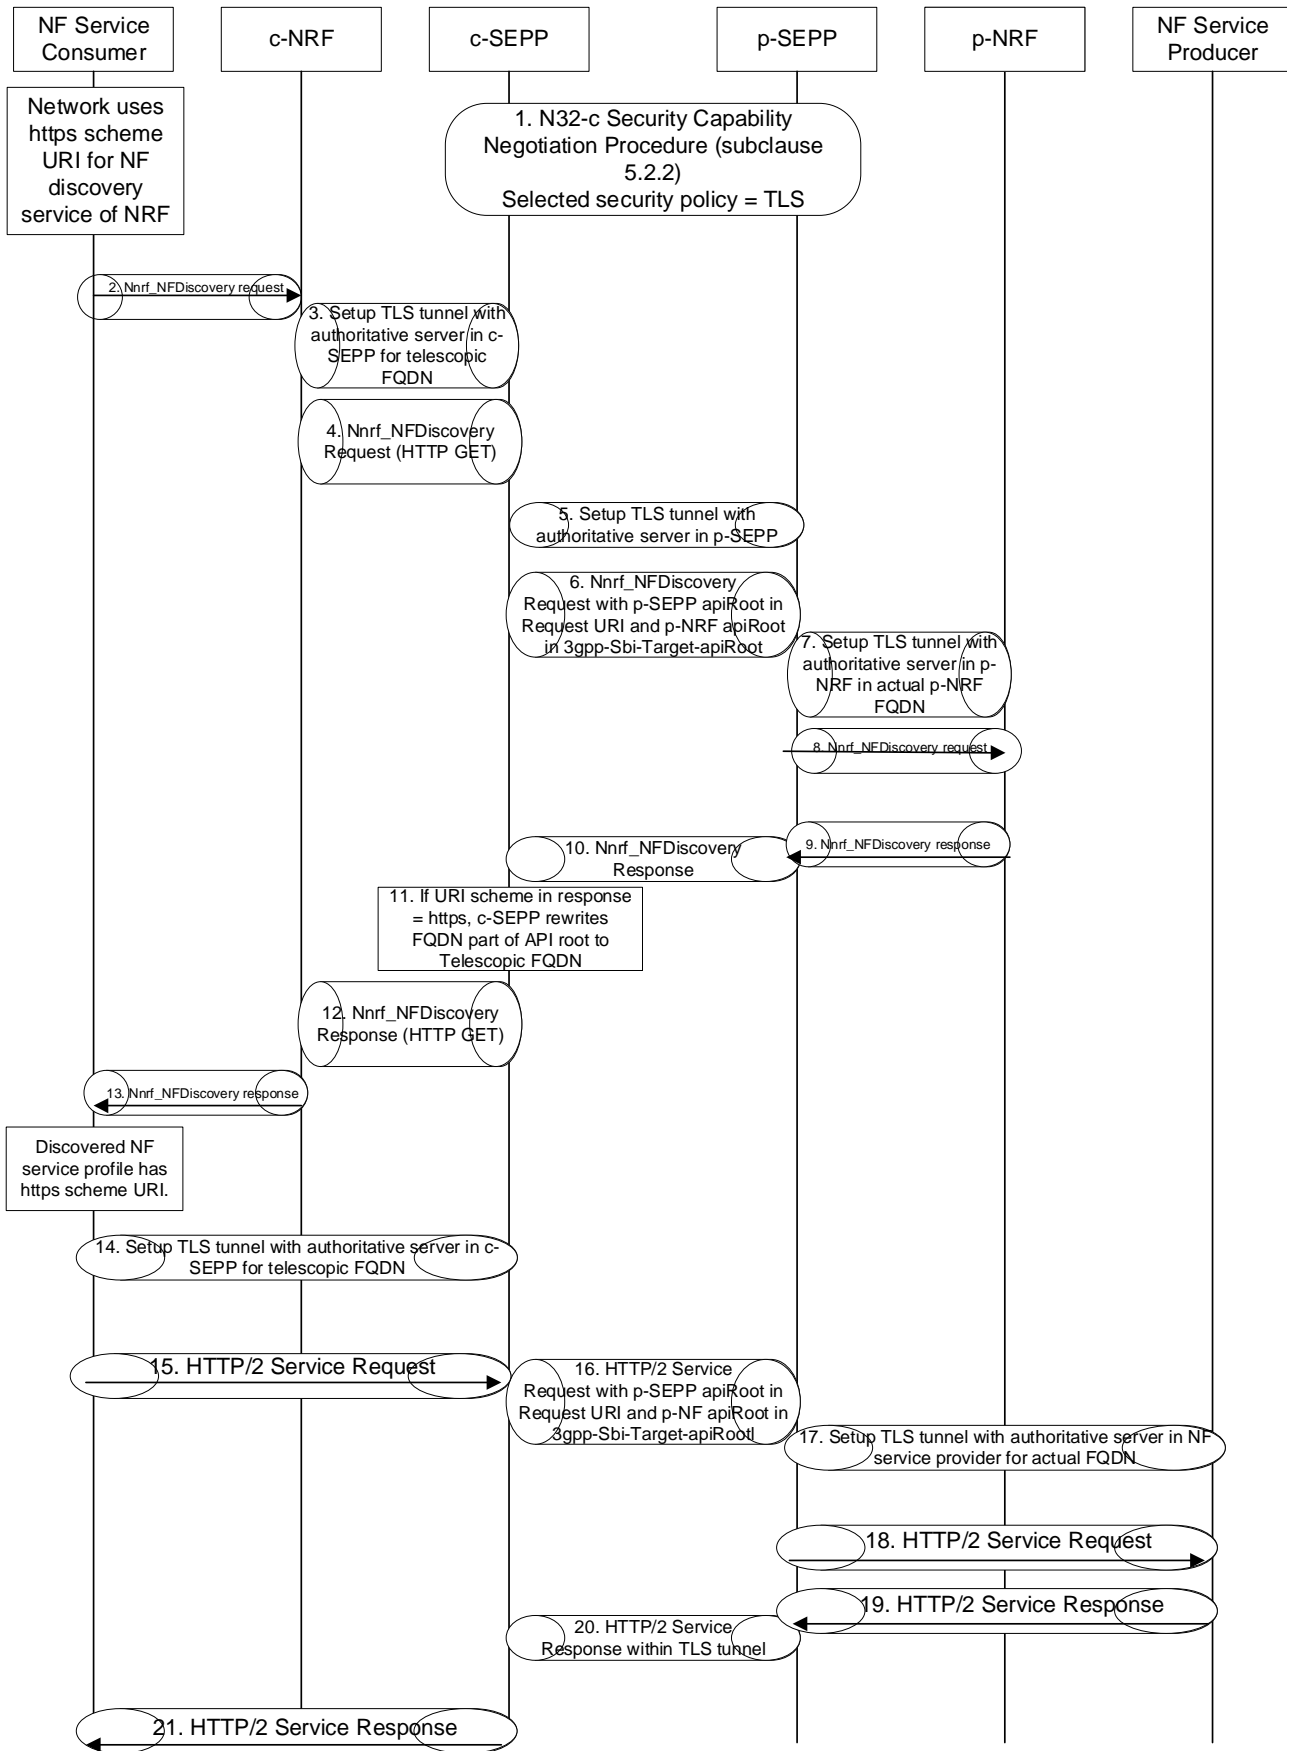 NF Service
Consumer
c-NRF
c-SEPP
p-SEPP
p-NRF
NF Service
Producer
Network uses
https scheme
URI for NF
discovery
service of NRF
1. N32-c Security Capability
Negotiation Procedure (subclause
5.2.2)
Selected security policy = TLS
2. Nnrf_NFDiscovery request
3. Setup TLS tunnel with
authoritative server in c-
SEPP for telescopic
FQDN
4. Nnrf_NFDiscovery
Request (HTTP GET)
5. Setup TLS tunnel with
authoritative server in p-SEPP
6. Nnrf_NFDiscovery
Request with p-SEPP apiRoot in
Request URI and p-NRF apiRoot
in 3gpp-Sbi-Target-apiRoot
7. Setup TLS tunnel with
authoritative server in p-
NRF in actual p-NRF
FQDN
8. Nnrf_NFDiscovery request
9. Nnrf_NFDiscovery response
10. Nnrf_NFDiscovery
Response
11. If URI scheme in response
= https, c-SEPP rewrites
FQDN part of API root to
Telescopic FQDN
12. Nnrf_NFDiscovery
Response (HTTP GET)
13. Nnrf_NFDiscovery response
Discovered NF
service profile has
https scheme URI.
14. Setup TLS tunnel with authoritative server in c-
SEPP for telescopic FQDN
15. HTTP/2 Service Request
16. HTTP/2 Service
Request with p-SEPP apiRoot in
Request URI and p-NF apiRoot in
3gpp-Sbi-Target-apiRootl
17. Setup TLS tunnel with authoritative server in NF
service provider for actual FQDN
18. HTTP/2 Service Request
19. HTTP/2 Service Response
20. HTTP/2 Service
Response within TLS tunnel
21. HTTP/2 Service Response